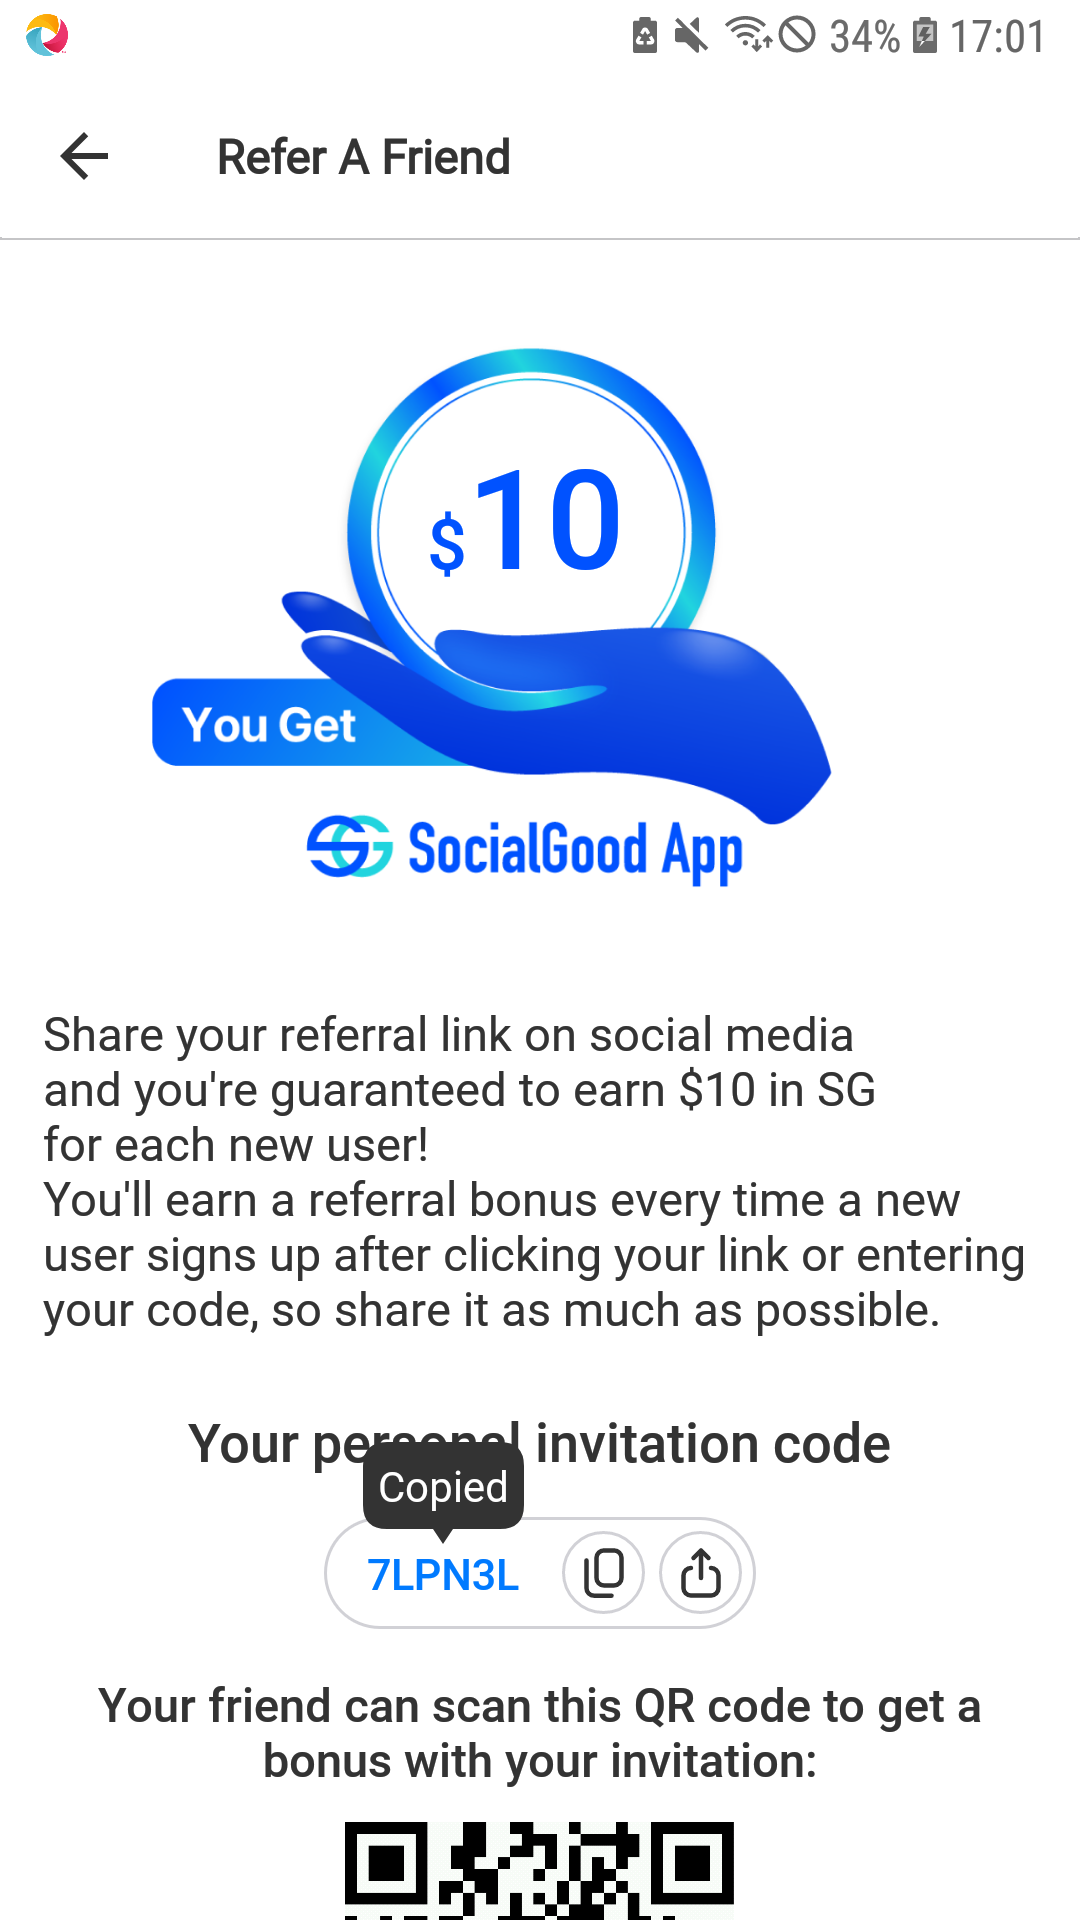 34% 17:01
Refer A Friend
$10
You Get
SG SocialGood App
Share your referral link on social media
and you're guaranteed to earn $10 in SG
for each new user!
You'll earn a referral bonus every time a new
user signs up after clicking your link or entering
your code, so share it as much as possible.
Your personal invitation code
Copied
7LPN3L
Your friend can scan this QR code to get a
bonus with your invitation: